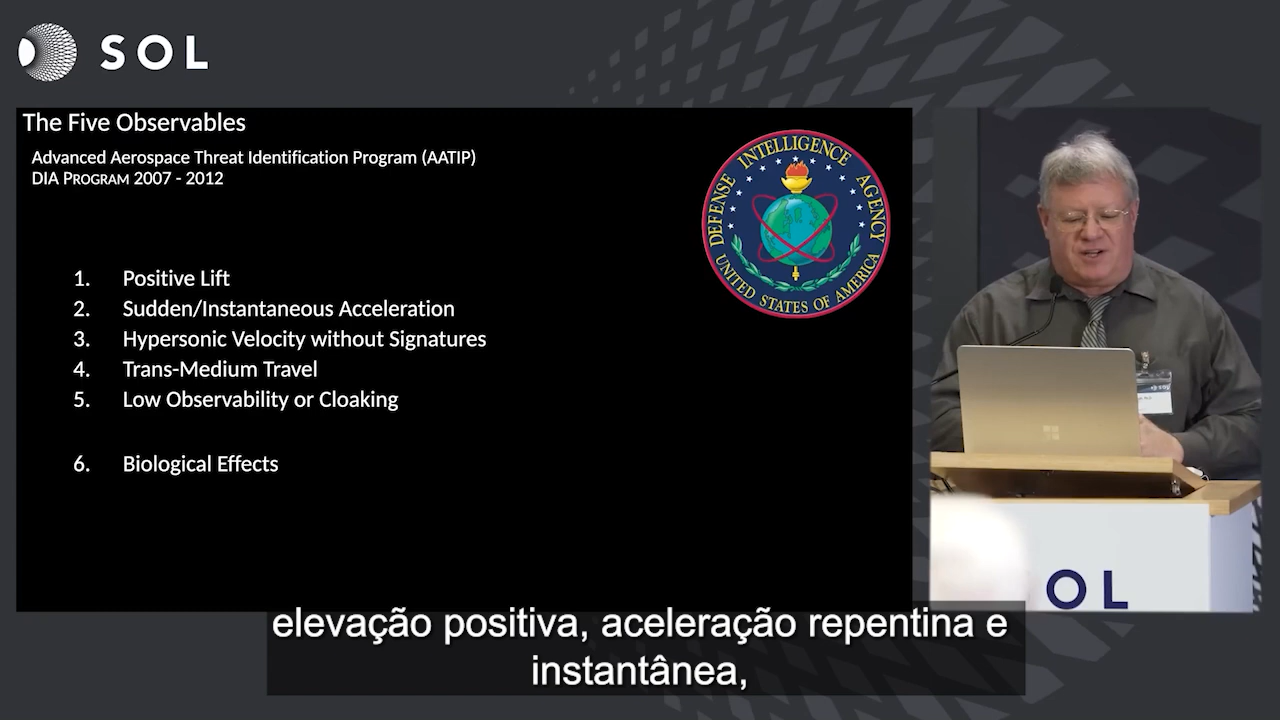 SOL
The Five Observables
Advanced Aerospace Threat Identification Program (AATIP)
DIA PROGRAM 2007 - 2012
DEFENSE INTELLIGENCE AGENCY
UNITED STATES OF AMERICA
1. Positive Lift
2. Sudden/Instantaneous Acceleration
3. Hypersonic Velocity without Signatures
4. Trans-Medium Travel
5. Low Observability or Cloaking
6. Biological Effects
OL
elevação positiva, aceleração repentina e
instantânea,